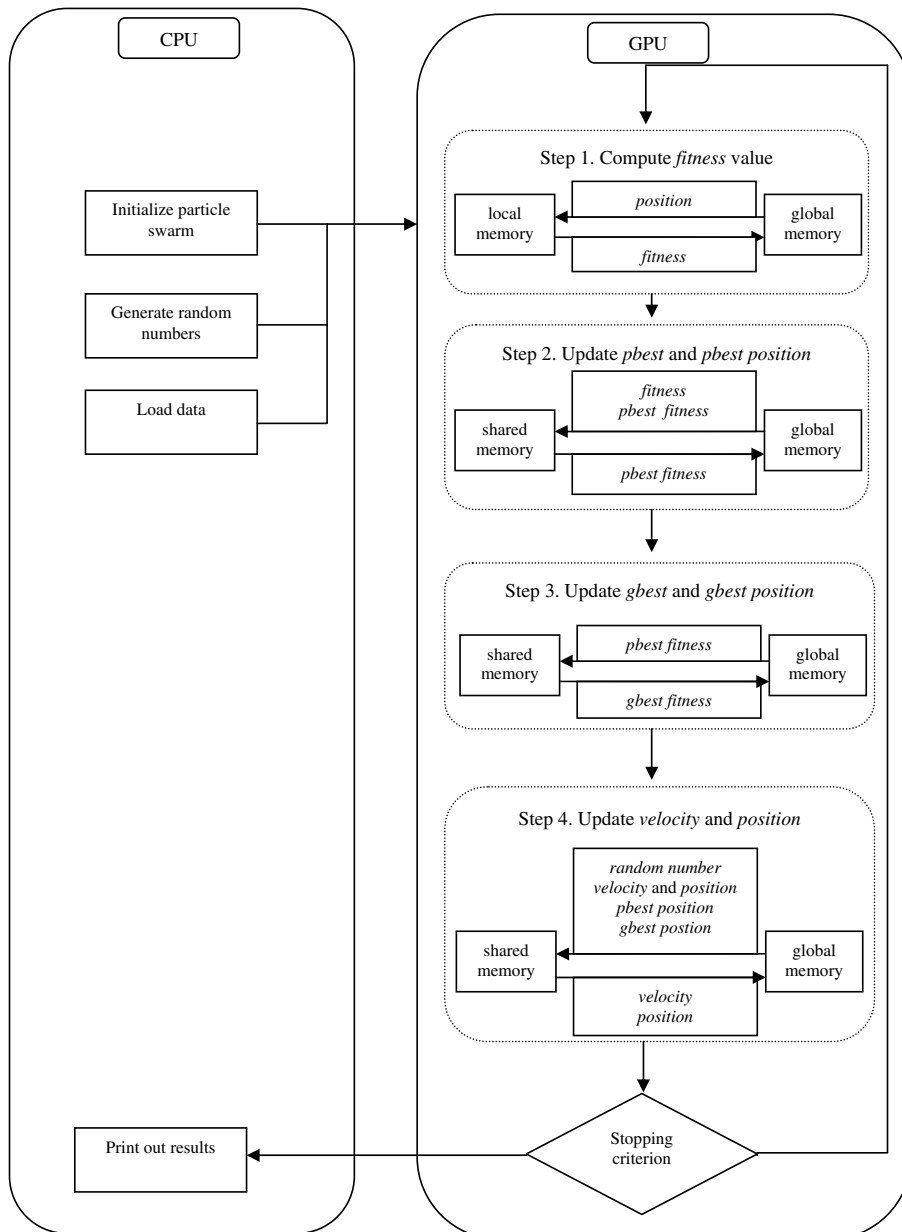 CPU
Initialize particle
swarm
Generate random
numbers
Load data
Print out results
GPU
Step 1. Compute fitness value
local
memory
position
fitness
global
memory
Step 2. Update pbest and pbest position
shared
memory
fitness
pbest fitness
pbest fitness
global
memory
Step 3. Update gbest and gbest position
shared
memory
pbest fitness
gbest fitness
global
memory
Step 4. Update velocity and position
shared
memory
random number
velocity and position
pbest position
gbest postion
velocity
position
global
memory
Stopping
criterion